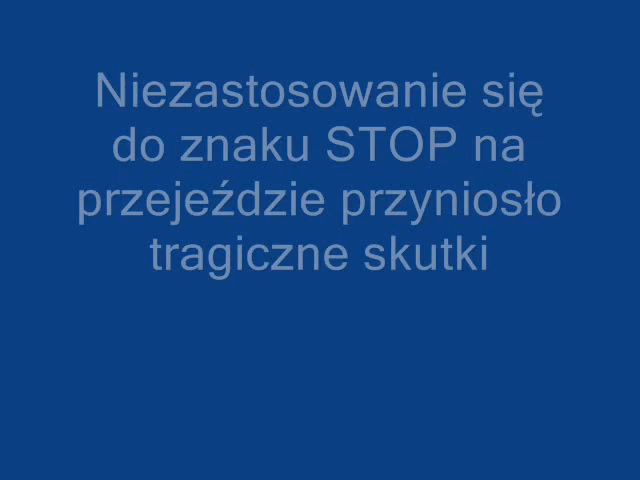 Niezastosowanie się
do znaku STOP na
przejeździe przyniosło
tragiczne skutki